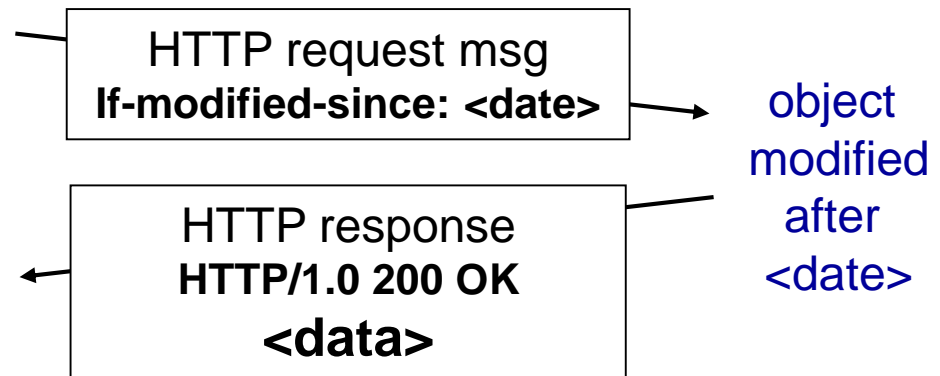 HTTP request msg
If-modified-since: <date>
object
modified
after
<date>
HTTP response
HTTP/1.0 200 OK
<data>